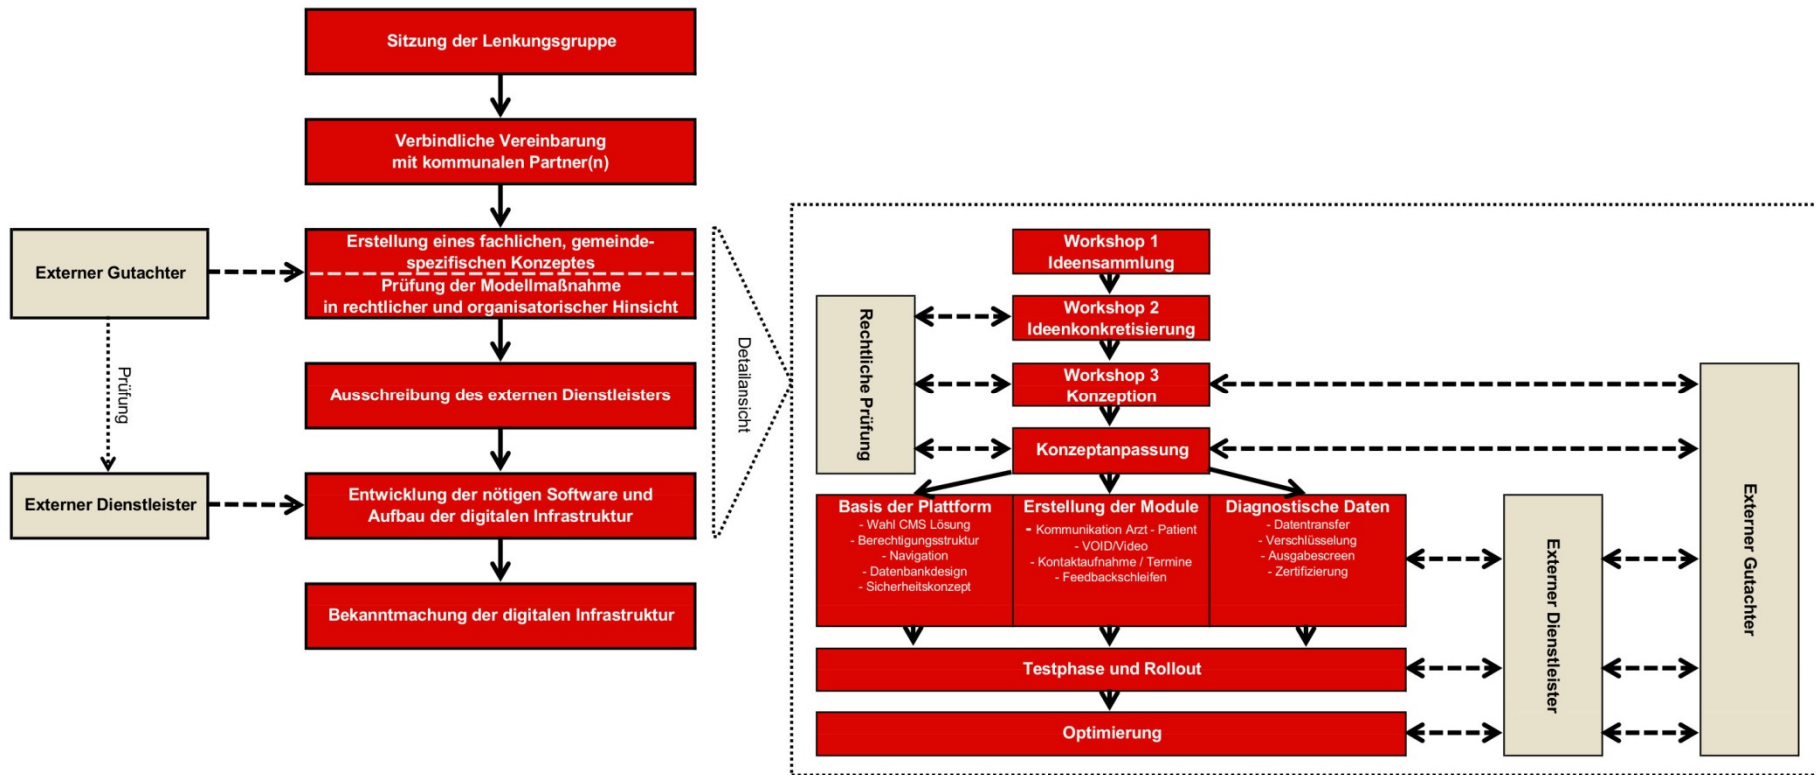 Sitzung der Lenkungsgruppe
Verbindliche Vereinbarung
mit kommunalen Partner(n)
Externer Gutachter
Erstellung eines fachlichen, gemeinde-
spezifischen Konzeptes
Prüfung der Modellmaßnahme
in rechtlicher und organisatorischer Hinsicht
Prüfung
Ausschreibung des externen Dienstleisters
Externer Dienstleister
Entwicklung der nötigen Software und
Aufbau der digitalen Infrastruktur
Bekanntmachung der digitalen Infrastruktur
Detailansicht
Workshop 1
Ideensammlung
Workshop 2
Ideenkonkretisierung
Rechtliche Prüfung
Workshop 3
Konzeption
Konzeptanpassung
Basis der Plattform
- Wahl CMS Lösung
- Berechtigungsstruktur
- Navigation
- Datenbankdesign
- Sicherheitskonzept
Erstellung der Module
- Kommunikation Arzt - Patient
- VOID/Video
- Kontaktaufnahme / Termine
- Feedbackschleifen
Diagnostische Daten
- Datentransfer
- Verschlüsselung
- Ausgabescreen
- Zertifizierung
Externer Dienstleister
Externer Gutachter
Testphase und Rollout
Optimierung